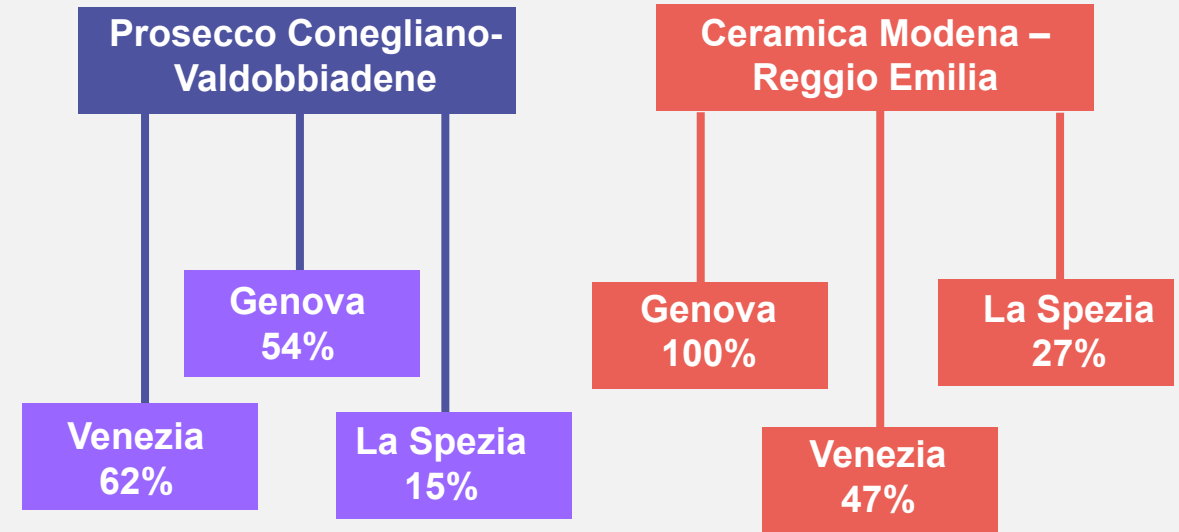 Prosecco Conegliano-
Valdobbiadene
Genova
54%
Venezia
62%
La Spezia
15%
Ceramica Modena –
Reggio Emilia
Genova
100%
La Spezia
27%
Venezia
47%